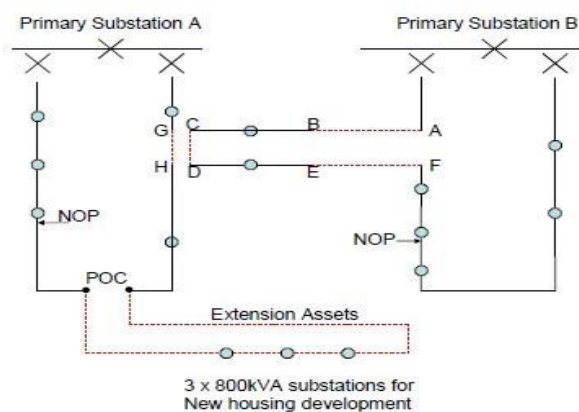 Primary Substation A
Primary Substation B
G
C
B
A
H
D
E
F
NOP
NOP
POC
Extension Assets
3 x 800kVA substations for
New housing development